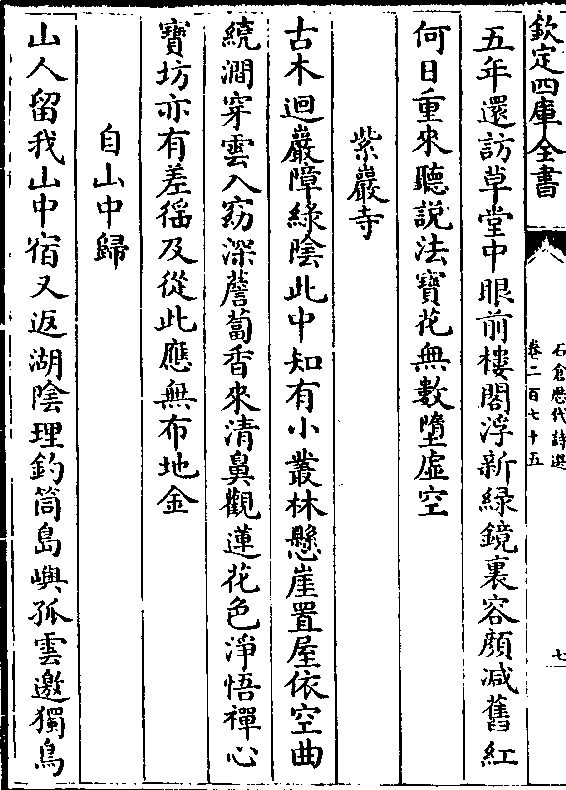 欽定四庫全書
石倉歷代詩選
卷二百七十五
七
五年還訪草堂中眼前樓閣浮新緑鏡裏容顔减舊紅
何日重來聽說法寶花無數墮虛空
紫巖寺
古木迴巖障緑陰此中知有小叢林懸崖置屋依空曲
繞澗穿雲入窈深薝蔔香來清鼻觀蓮花色淨悟禪心
寶坊亦有差徭及從此應無布地金
自山中歸
山人留我山中宿又返湖陰理釣筒島嶼孤雲邀獨鳥